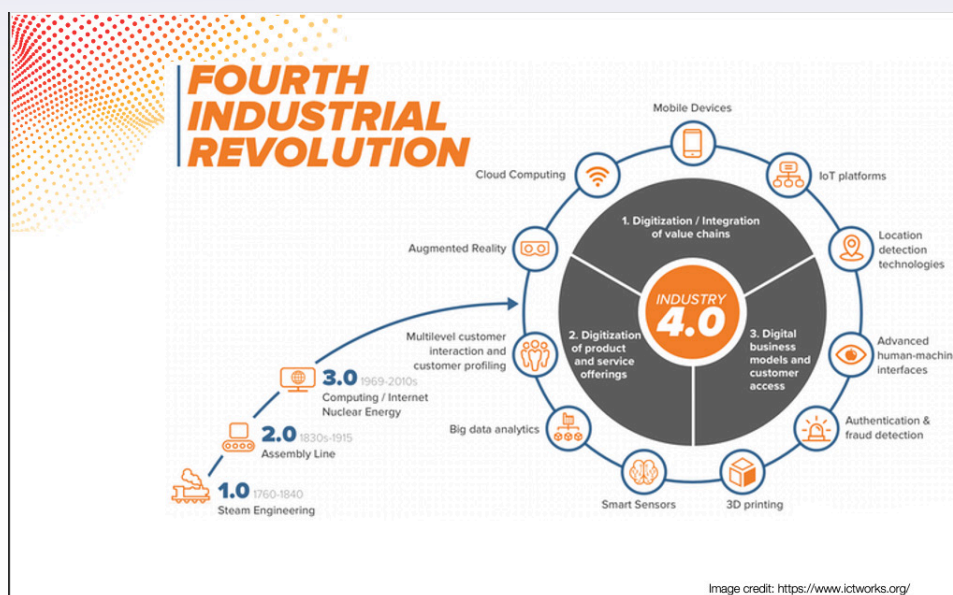 FOURTH
INDUSTRIAL
REVOLUTION
Mobile Devices
Cloud Computing
IoT platforms
Augmented Reality
Location
detection
technologies
1. Digitization / Integration
of value chains
INDUSTRY
4.0
2. Digitization
of product
and service
offerings
3. Digital
business
models and
customer
access
Multilevel customer
interaction and
customer profiling
Advanced
human-machin
interfaces
Big data analytics
Authentication &
fraud detection
Smart Sensors
3D printing
3.0 1969-2010s
Computing / Internet
Nuclear Energy
2.0 1830s-1915
Assembly Line
1.0 1760-1840
Steam Engineering
Image credit: https://www.ictworks.org/